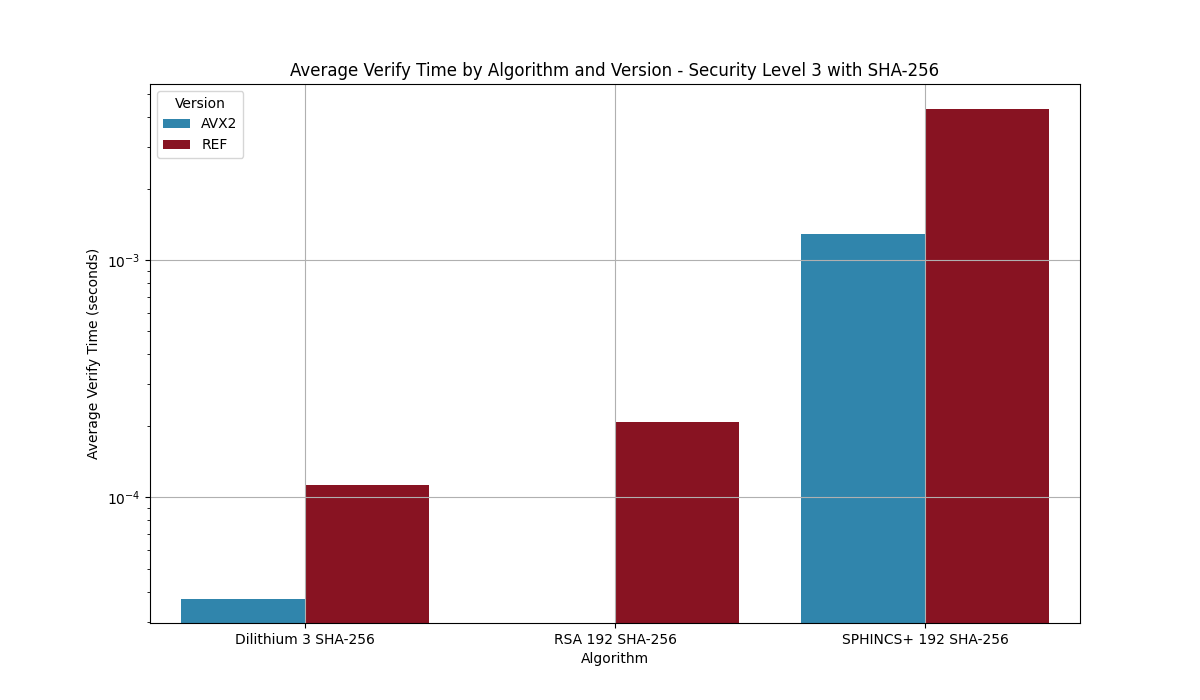 Average Verify Time by Algorithm and Version - Security Level 3 with SHA-256
Version
AVX2
REF
Average Verify Time (seconds)
10⁻³
10⁻⁴
Dilithium 3 SHA-256
RSA 192 SHA-256
SPHINCS+ 192 SHA-256
Algorithm